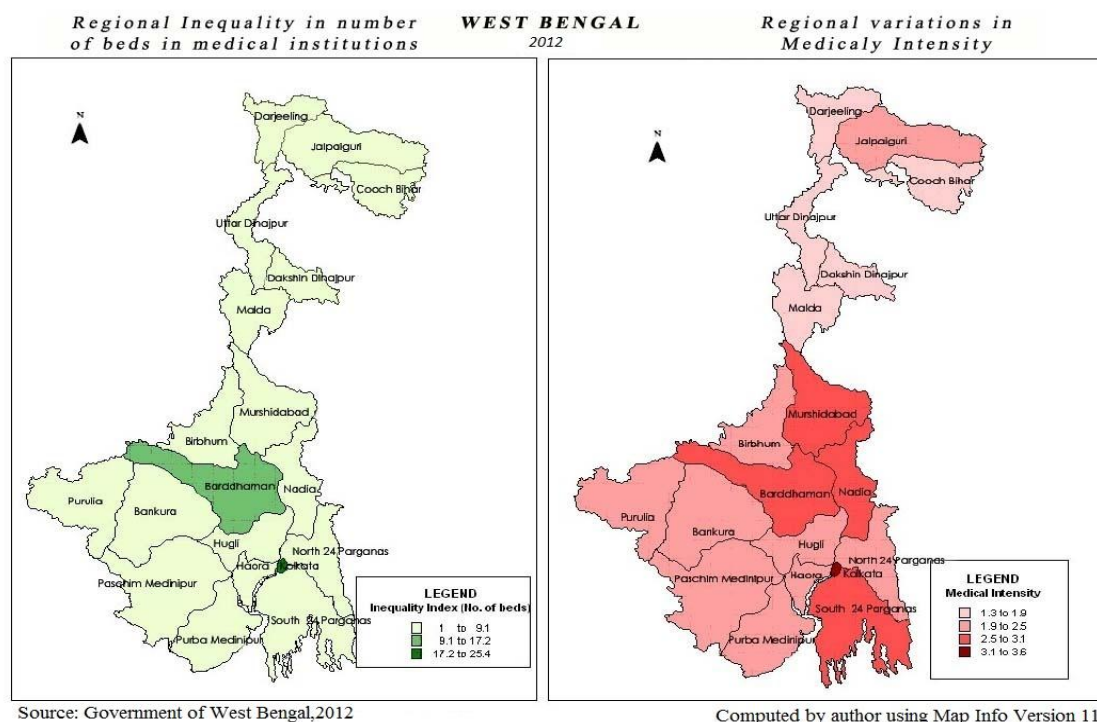 Regional Inequality in number
of beds in medical institutions
WEST BENGAL
2012
Regional variations in
Medicaly Intensity
N
Darjeeling
Jalpaiguri
Cooch Bihar
Uttar Dinajpur
Dakshin Dinajpur
Malda
Murshidabad
Birbhum
Barddhaman
Nadia
Purulia
Bankura
Hugli
North 24 Parganas
Haora
Kolkata
Paschim Medinipur
South 24 Parganas
Purba Medinipur
LEGEND
Inequality Index (No. of beds)
1 to 9.1
9.1 to 17.2
17.2 to 25.4
Source: Government of West Bengal,2012
N
Darjeeling
Jalpaiguri
Cooch Bihar
Uttar Dinajpur
Dakshin Dinajpur
Malda
Murshidabad
Birbhum
Barddhaman
Nadia
Purulia
Bankura
Hugli
North 24 Parganas
Haora
Kolkata
Paschim Medinipur
South 24 Parganas
Purba Medinipur
LEGEND
Medical Intensity
1.3 to 1.9
1.9 to 2.5
2.5 to 3.1
3.1 to 3.6
Computed by author using Map Info Version 11